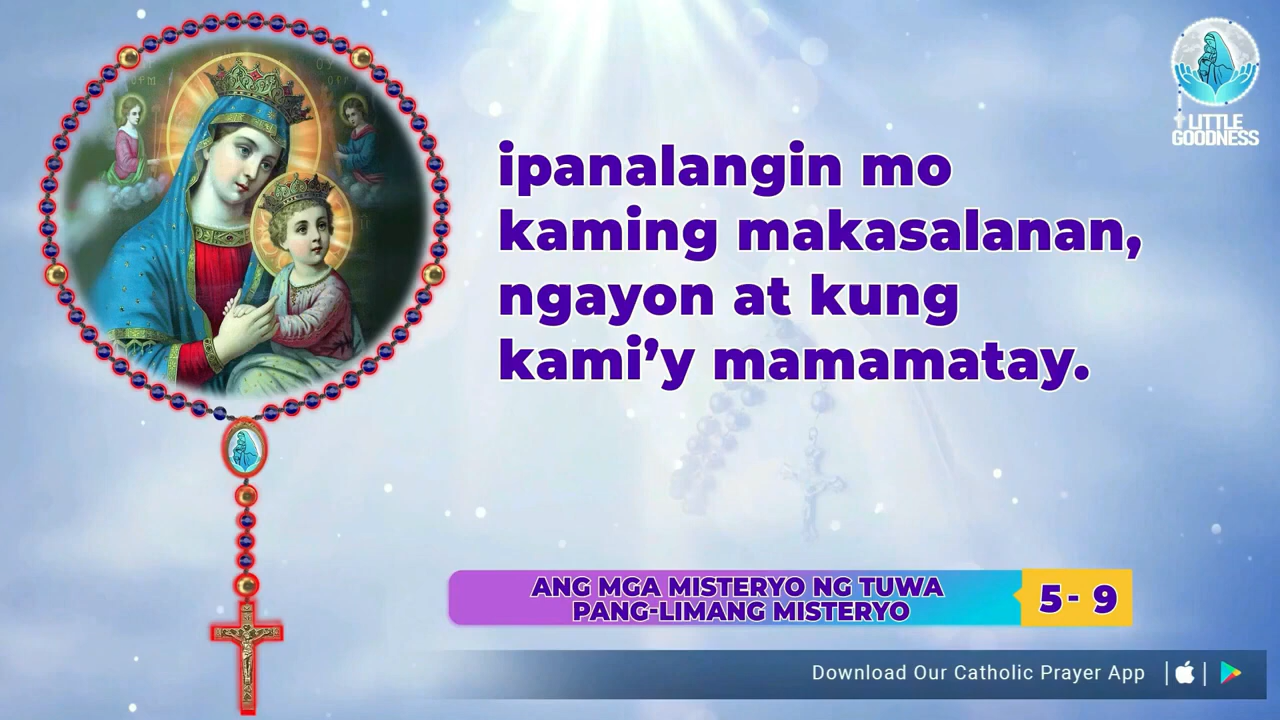 LITTLE
GOODNESS
ipanalangin mo
kaming makasalanan,
ngayon at kung
kami’y mamamatay.
ANG MGA MISTERYO NG TUWA
PANG-LIMANG MISTERYO
5 - 9
Download Our Catholic Prayer App